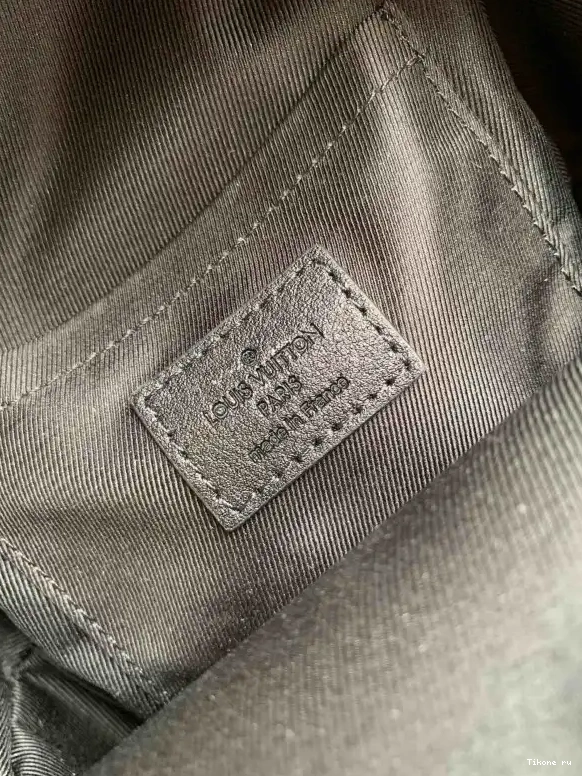 ®
LOUIS VUITTON
PARIS
made in France
Tikone ru